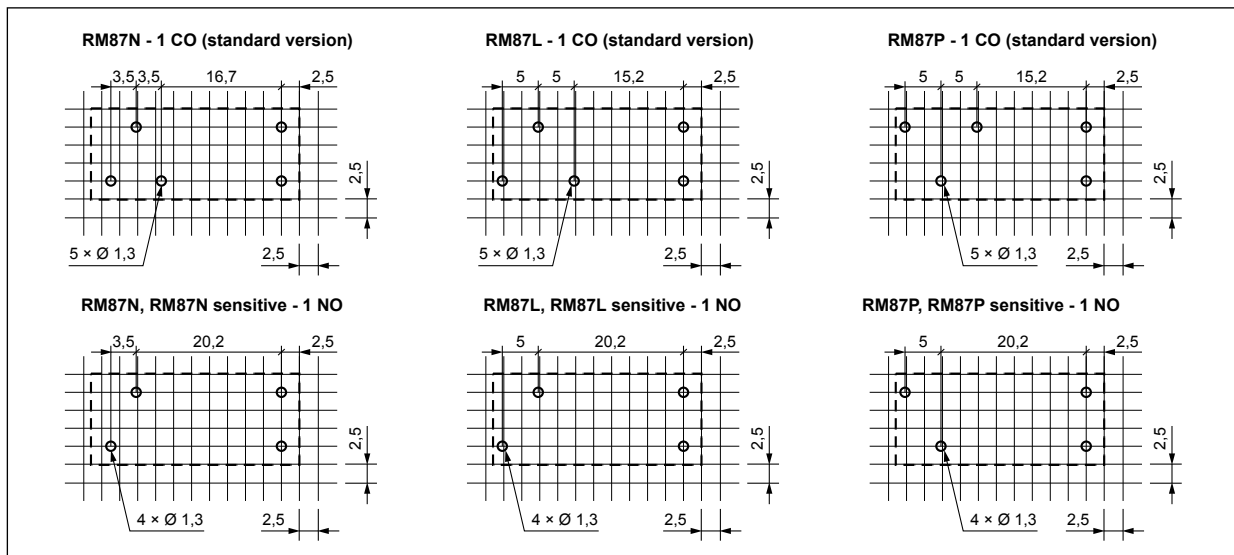 RM87N - 1 CO (standard version)
3,5 3,5 16,7 2,5
2,5
5 × Ø 1,3 2,5
RM87L - 1 CO (standard version)
5 5 15,2 2,5
2,5
5 × Ø 1,3 2,5
RM87P - 1 CO (standard version)
5 5 15,2 2,5
2,5
5 × Ø 1,3 2,5
RM87N, RM87N sensitive - 1 NO
3,5 20,2 2,5
2,5
4 × Ø 1,3 2,5
RM87L, RM87L sensitive - 1 NO
5 20,2 2,5
2,5
4 × Ø 1,3 2,5
RM87P, RM87P sensitive - 1 NO
5 20,2 2,5
2,5
4 × Ø 1,3 2,5